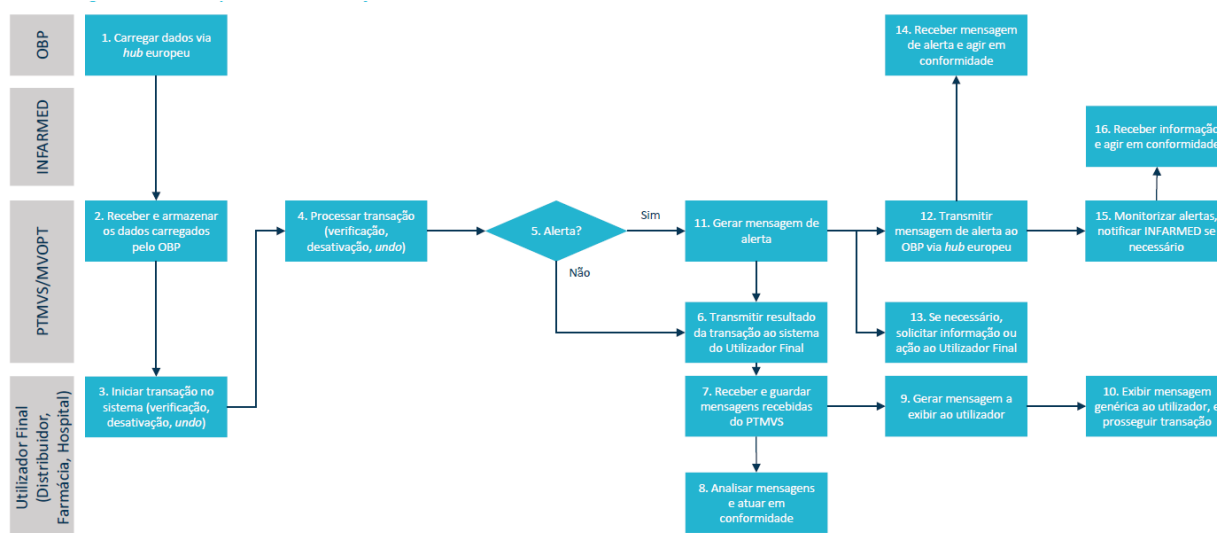 OBP
1. Carregar dados via
hub europeu
14. Receber mensagem
de alerta e agir em
conformidade
INFARMED
16. Receber informação
e agir em conformidade
PTMVS/MVOPT
2. Receber e armazenar
os dados carregados
pelo OBP
4. Processar transação
(verificação,
desativação, undo)
5. Alerta?
Sim
Não
11. Gerar mensagem de
alerta
12. Transmitir
mensagem de alerta ao
OBP via hub europeu
15. Monitorizar alertas,
notificar INFARMED se
necessário
6. Transmitir resultado
da transação ao sistema
do Utilizador Final
13. Se necessário,
solicitar informação ou
ação ao Utilizador Final
Utilizador Final
(Distribuidor,
Farmácia, Hospital)
3. Iniciar transação no
sistema (verificação,
desativação, undo)
7. Receber e guardar
mensagens recebidas
do PTMVS
9. Gerar mensagem a
exibir ao utilizador
10. Exibir mensagem
genérica ao utilizador, e
prosseguir transação
8. Analisar mensagens
e atuar em
conformidade